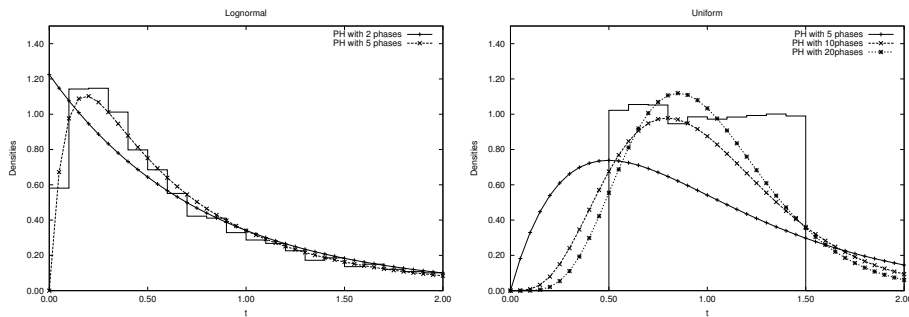 Lognormal
PH with 2 phases
PH with 5 phases
1.40
1.20
1.00
0.80
0.60
0.40
0.20
0.00
Densities
0.00
0.50
1.00
1.50
2.00
t
Uniform
PH with 5 phases
PH with 10phases
PH with 20phases
1.40
1.20
1.00
0.80
0.60
0.40
0.20
0.00
Densities
0.00
0.50
1.00
1.50
2.00
t